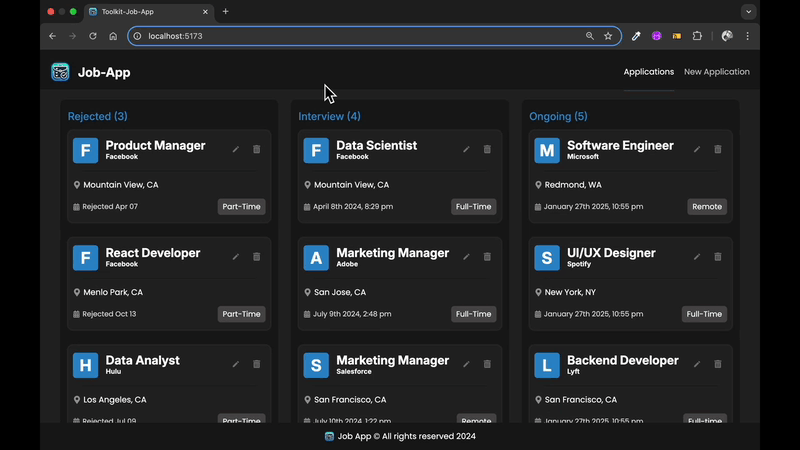 Toolkit-Job-App
localhost:5173
Job-App
Applications
New Application
Rejected (3)
F
Product Manager
Facebook
Mountain View, CA
Rejected Apr 07
Part-Time
F
React Developer
Facebook
Menlo Park, CA
Rejected Oct 13
Part-Time
H
Data Analyst
Hulu
Los Angeles, CA
Rejected Jul 09
Part-Time
Interview (4)
F
Data Scientist
Facebook
Mountain View, CA
April 8th 2024, 8:29 pm
Full-Time
A
Marketing Manager
Adobe
San Jose, CA
July 9th 2024, 2:48 pm
Full-Time
S
Marketing Manager
Salesforce
San Francisco, CA
July 10th 2024, 1:22 pm
Remote
Ongoing (5)
M
Software Engineer
Microsoft
Redmond, WA
January 27th 2025, 10:55 pm
Remote
S
UI/UX Designer
Spotify
New York, NY
January 27th 2025, 10:55 pm
Full-Time
L
Backend Developer
Lyft
San Francisco, CA
January 27th 2025, 10:55 pm
Full-time
Job App © All rights reserved 2024